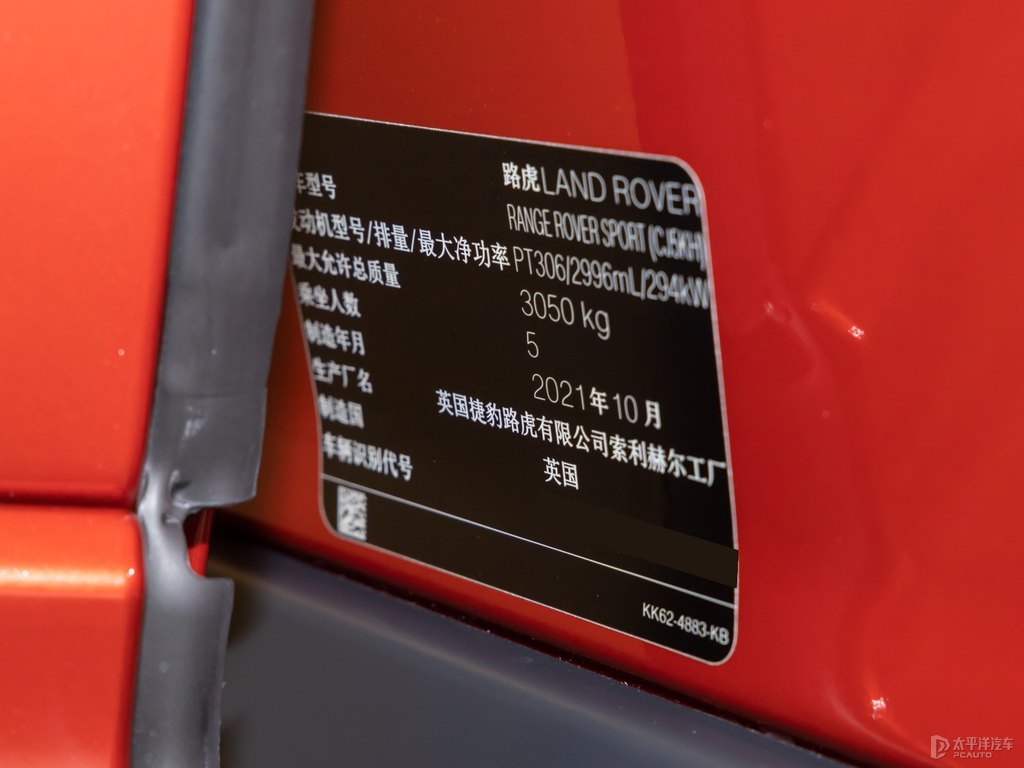 路虎LAND ROVER
车型号 RANGE ROVER SPORT (CJ5KH)
发动机型号/排量/最大净功率 PT306/2996mL/294kW
最大允许总质量 3050 kg
乘坐人数 5
制造年月 2021年10月
生产厂名 英国捷豹路虎有限公司索利赫尔工厂
制造国 英国
车辆识别代号
KK62-4883-KB
太平洋汽车
PCAUTO